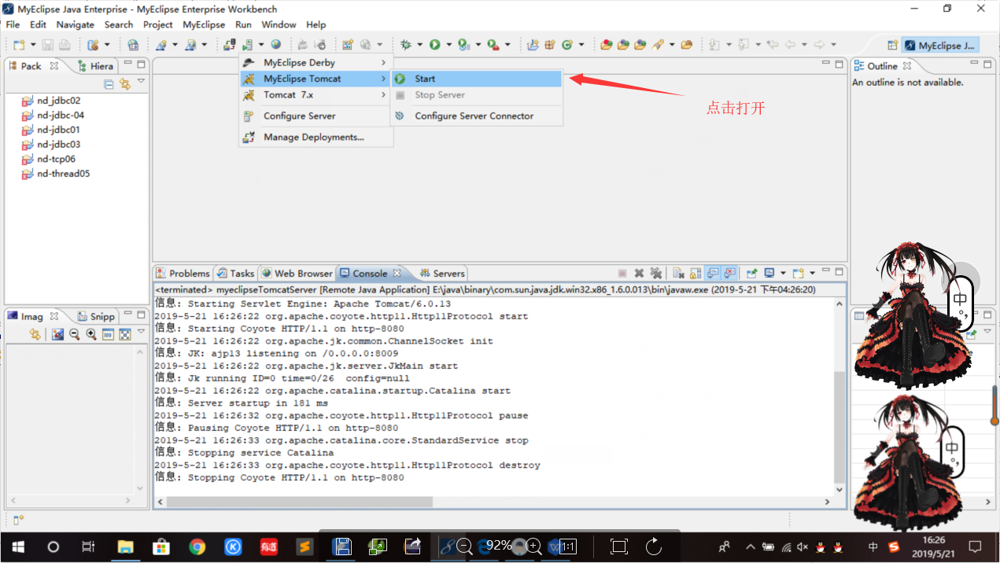 MyEclipse Java Enterprise - MyEclipse Enterprise Workbench
File Edit Navigate Search Project MyEclipse Run Window Help
MyEclipse J...
Pack Hiera
nd_jdbc02
nd_jdbc-04
nd-jdbc01
nd-jdbc03
nd-tcp06
nd-thread05
MyEclipse Derby
MyEclipse Tomcat
Tomcat 7.x
Configure Server
Manage Deployments...
Start
Stop Server
Configure Server Connector
点击打开
Outline
An outline is not available.
Problems Tasks Web Browser Console Servers
<terminated> myeclipseTomcatServer [Remote Java Application] E:\java\binary\com.sun.java.jdk.win32.x86_1.6.0.013\bin\javaw.exe (2019-5-21 下午04:26:20)
信息: Starting Servlet Engine: Apache Tomcat/6.0.13
2019-5-21 16:26:22 org.apache.coyote.http11.Http11Protocol start
信息: Starting Coyote HTTP/1.1 on http-8080
2019-5-21 16:26:22 org.apache.jk.common.ChannelSocket init
信息: JK: ajp13 listening on /0.0.0.0:8009
2019-5-21 16:26:22 org.apache.jk.server.JkMain start
信息: Jk running ID=0 time=0/26  config=null
2019-5-21 16:26:22 org.apache.catalina.startup.Catalina start
信息: Server startup in 181 ms
2019-5-21 16:26:32 org.apache.coyote.http11.Http11Protocol pause
信息: Pausing Coyote HTTP/1.1 on http-8080
2019-5-21 16:26:33 org.apache.catalina.core.StandardService stop
信息: Stopping service Catalina
2019-5-21 16:26:33 org.apache.coyote.http11.Http11Protocol destroy
信息: Stopping Coyote HTTP/1.1 on http-8080
Imag Snipp
中
中
有道
92%
1:1
中
16:26
2019/5/21